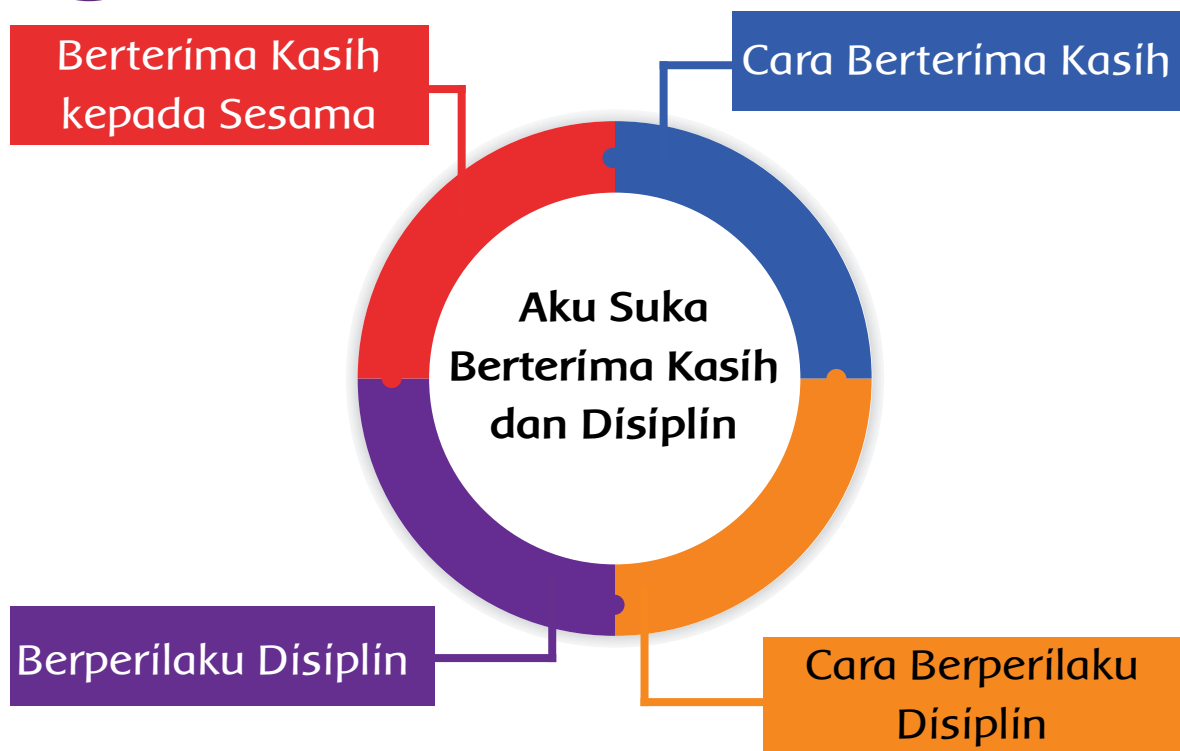 Berterima Kasih
kepada Sesama
Cara Berterima Kasih
Aku Suka
Berterima Kasih
dan Disiplin
Berperilaku Disiplin
Cara Berperilaku
Disiplin